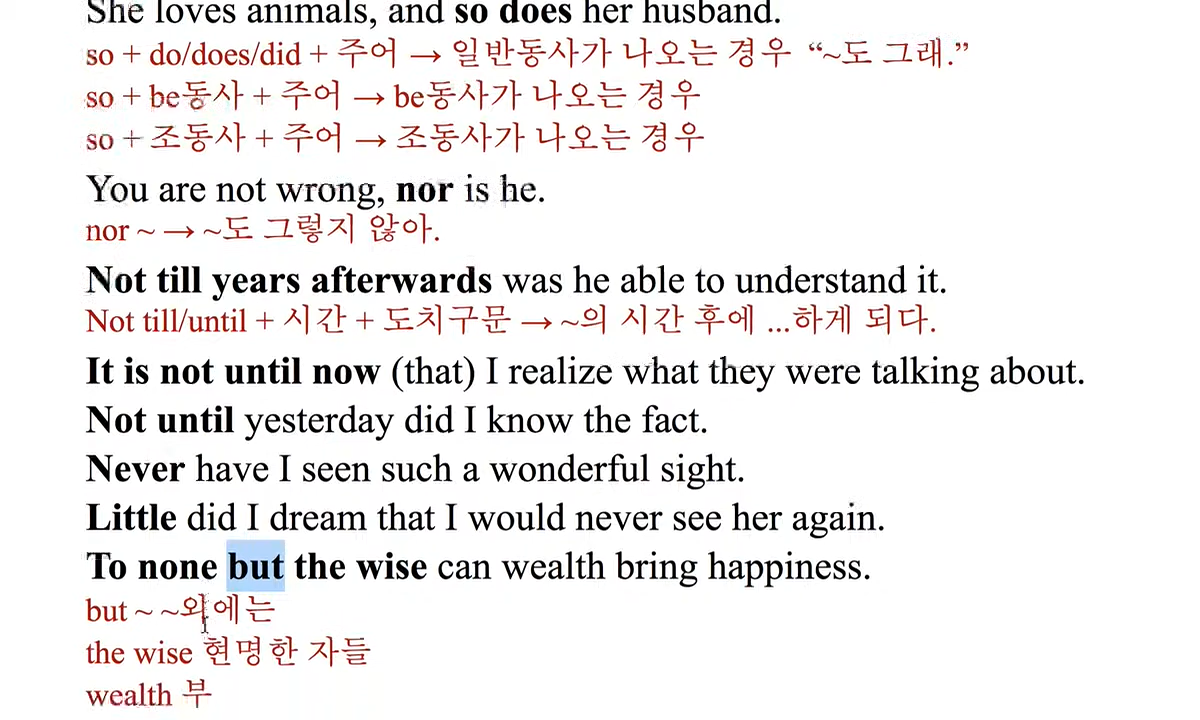 She loves animals, and so does her husband.
so + do/does/did + 주어 → 일반동사가 나오는 경우 “~도 그래.”
so + be동사 + 주어 → be동사가 나오는 경우
so + 조동사 + 주어 → 조동사가 나오는 경우
You are not wrong, nor is he.
nor ~ → ~도 그렇지 않아.
Not till years afterwards was he able to understand it.
Not till/until + 시간 + 도치구문 → ~의 시간 후에 ...하게 되다.
It is not until now (that) I realize what they were talking about.
Not until yesterday did I know the fact.
Never have I seen such a wonderful sight.
Little did I dream that I would never see her again.
To none but the wise can wealth bring happiness.
but ~ ~외에는
the wise 현명한 자들
wealth 부